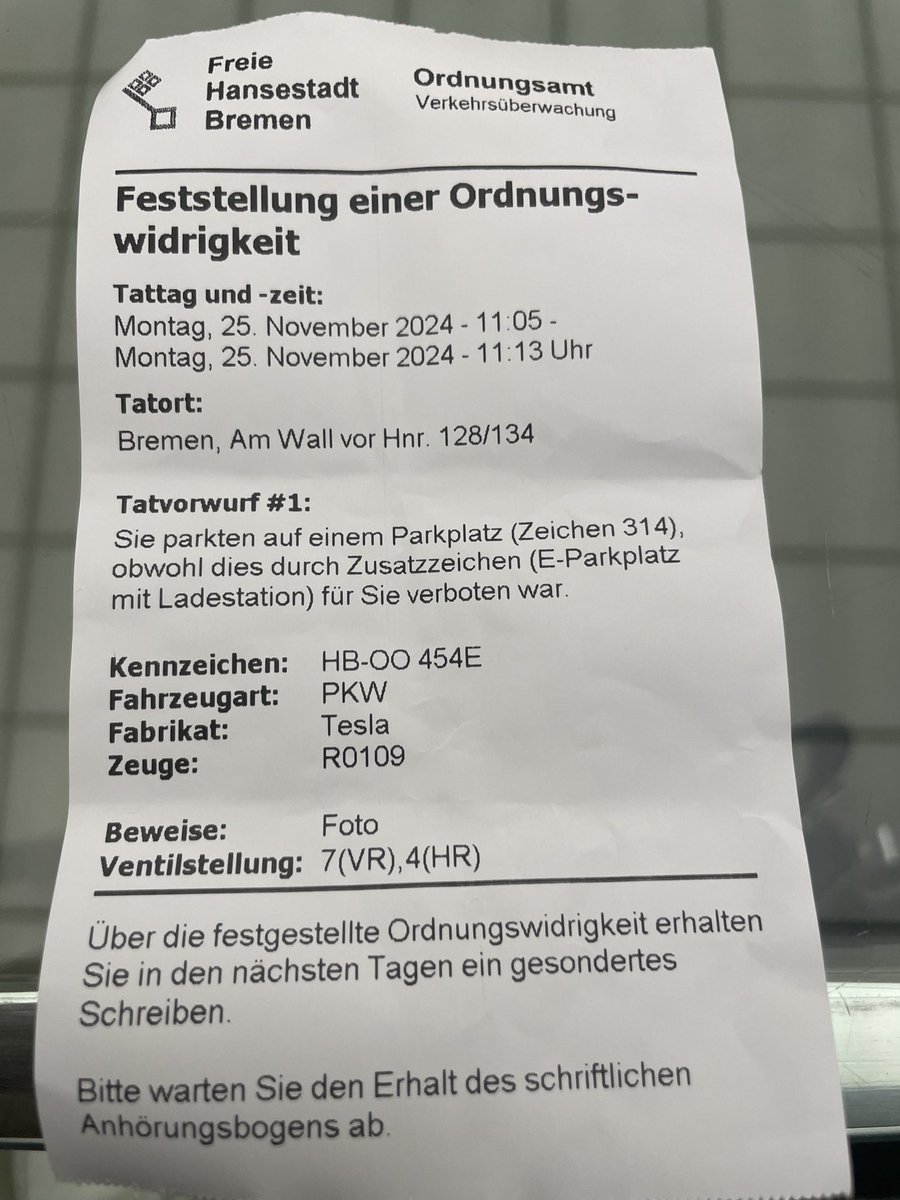 Freie
Hansestadt
Bremen
Ordnungsamt
Verkehrsüberwachung
Feststellung einer Ordnungs-
widrigkeit
Tattag und -zeit:
Montag, 25. November 2024 - 11:05 -
Montag, 25. November 2024 - 11:13 Uhr
Tatort:
Bremen, Am Wall vor Hnr. 128/134
Tatvorwurf #1:
Sie parkten auf einem Parkplatz (Zeichen 314),
obwohl dies durch Zusatzzeichen (E-Parkplatz
mit Ladestation) für Sie verboten war.
Kennzeichen: HB-OO 454E
Fahrzeugart: PKW
Fabrikat: Tesla
Zeuge: R0109
Beweise: Foto
Ventilstellung: 7(VR),4(HR)
Über die festgestellte Ordnungswidrigkeit erhalten
Sie in den nächsten Tagen ein gesondertes
Schreiben.
Bitte warten Sie den Erhalt des schriftlichen
Anhörungsbogens ab.